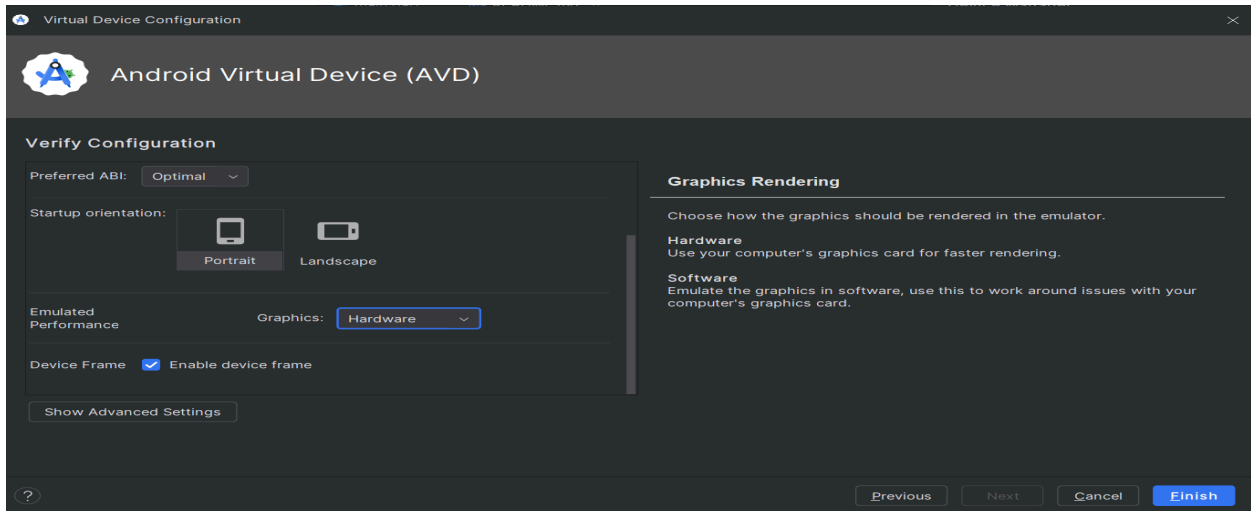 Virtual Device Configuration
Android Virtual Device (AVD)
Verify Configuration
Preferred ABI: Optimal
Startup orientation:
Portrait
Landscape
Emulated
Performance
Graphics: Hardware
Device Frame Enable device frame
Show Advanced Settings
Graphics Rendering
Choose how the graphics should be rendered in the emulator.
Hardware
Use your computer's graphics card for faster rendering.
Software
Emulate the graphics in software, use this to work around issues with your
computer's graphics card.
?
Previous Next Cancel Finish